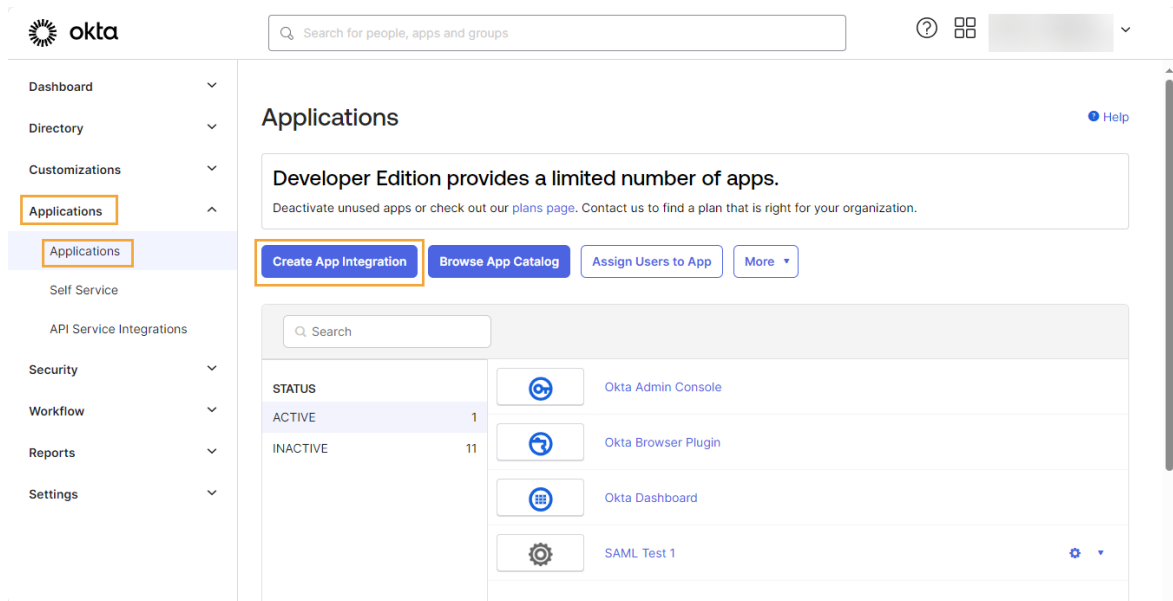 okta
Search for people, apps and groups
Dashboard
Directory
Customizations
Applications
Applications
Self Service
API Service Integrations
Security
Workflow
Reports
Settings
Applications
Help
Developer Edition provides a limited number of apps.
Deactivate unused apps or check out our plans page. Contact us to find a plan that is right for your organization.
Create App Integration
Browse App Catalog
Assign Users to App
More
Search
STATUS
ACTIVE 1
INACTIVE 11
Okta Admin Console
Okta Browser Plugin
Okta Dashboard
SAML Test 1